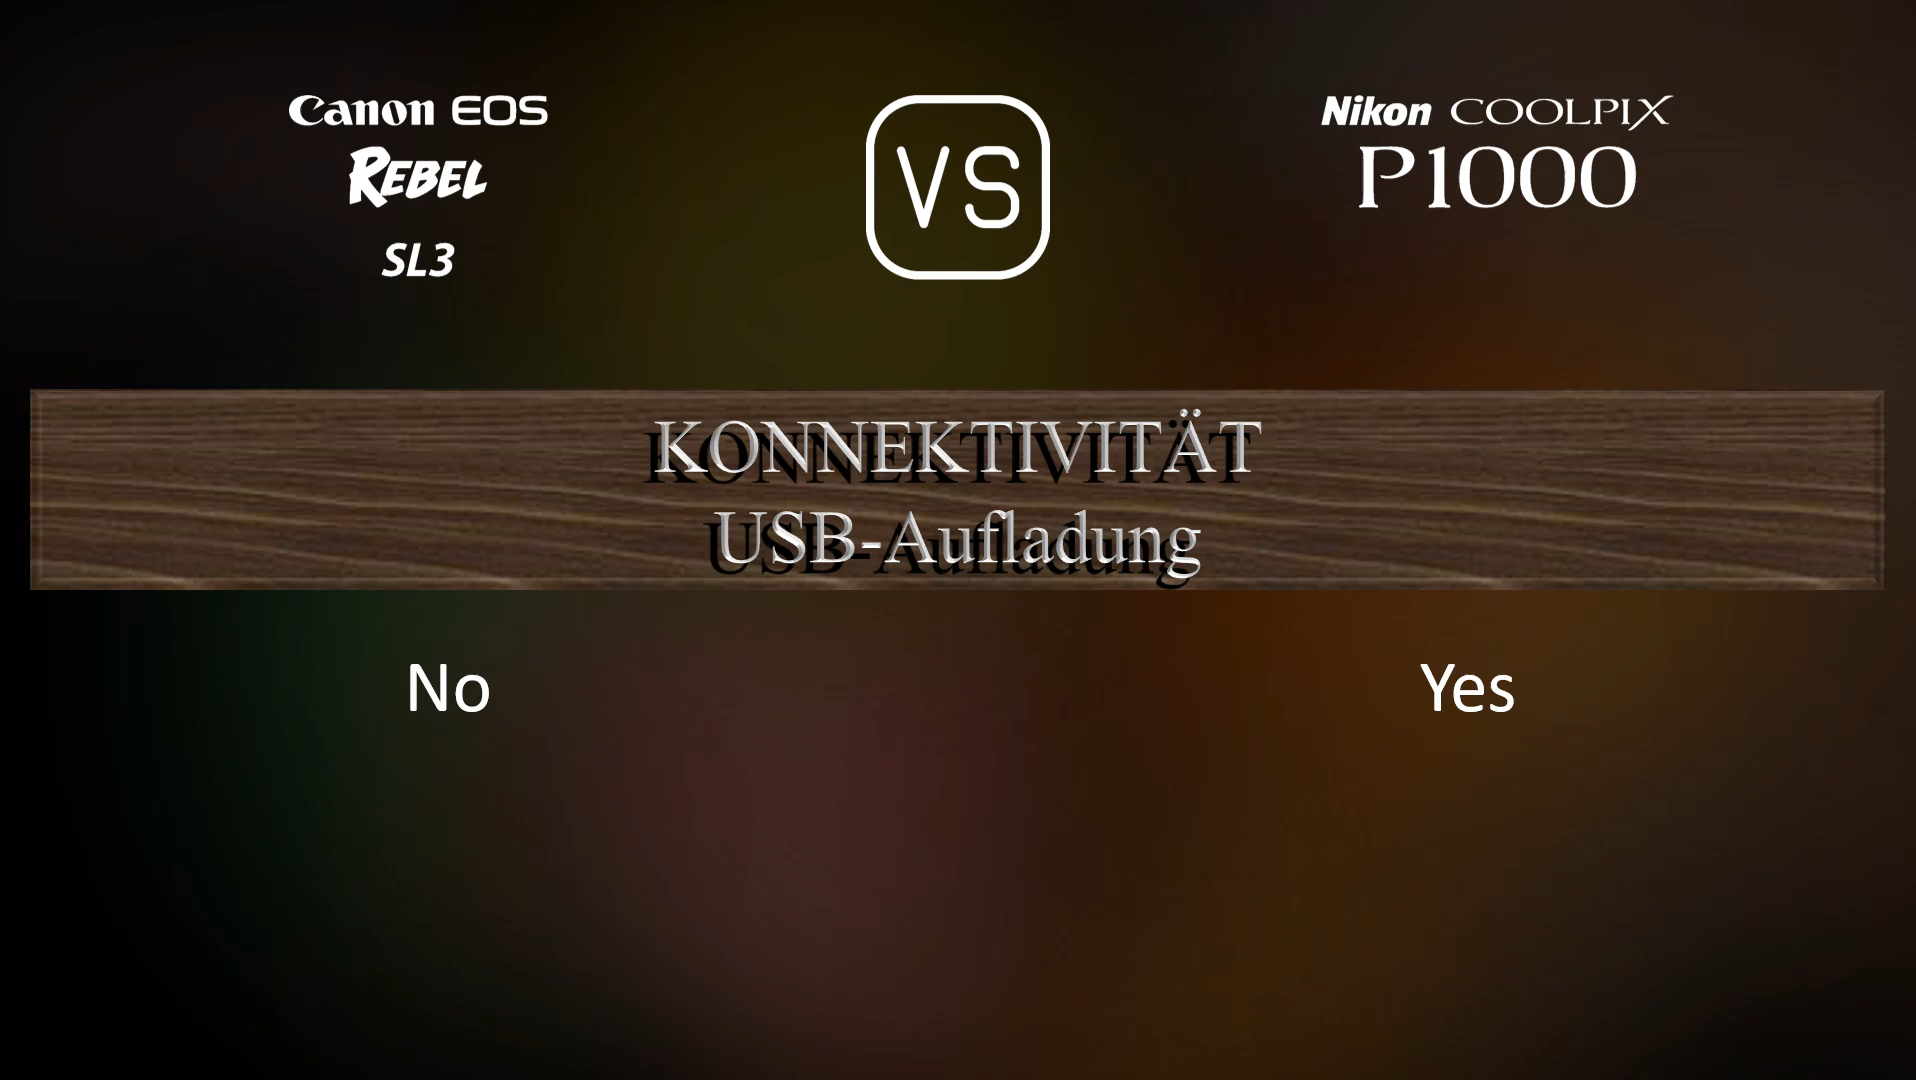 Canon EOS
REBEL
SL3
VS
Nikon COOLPIX
P1000
KONNEKTIVITÄT
USB-Aufladung
No
Yes